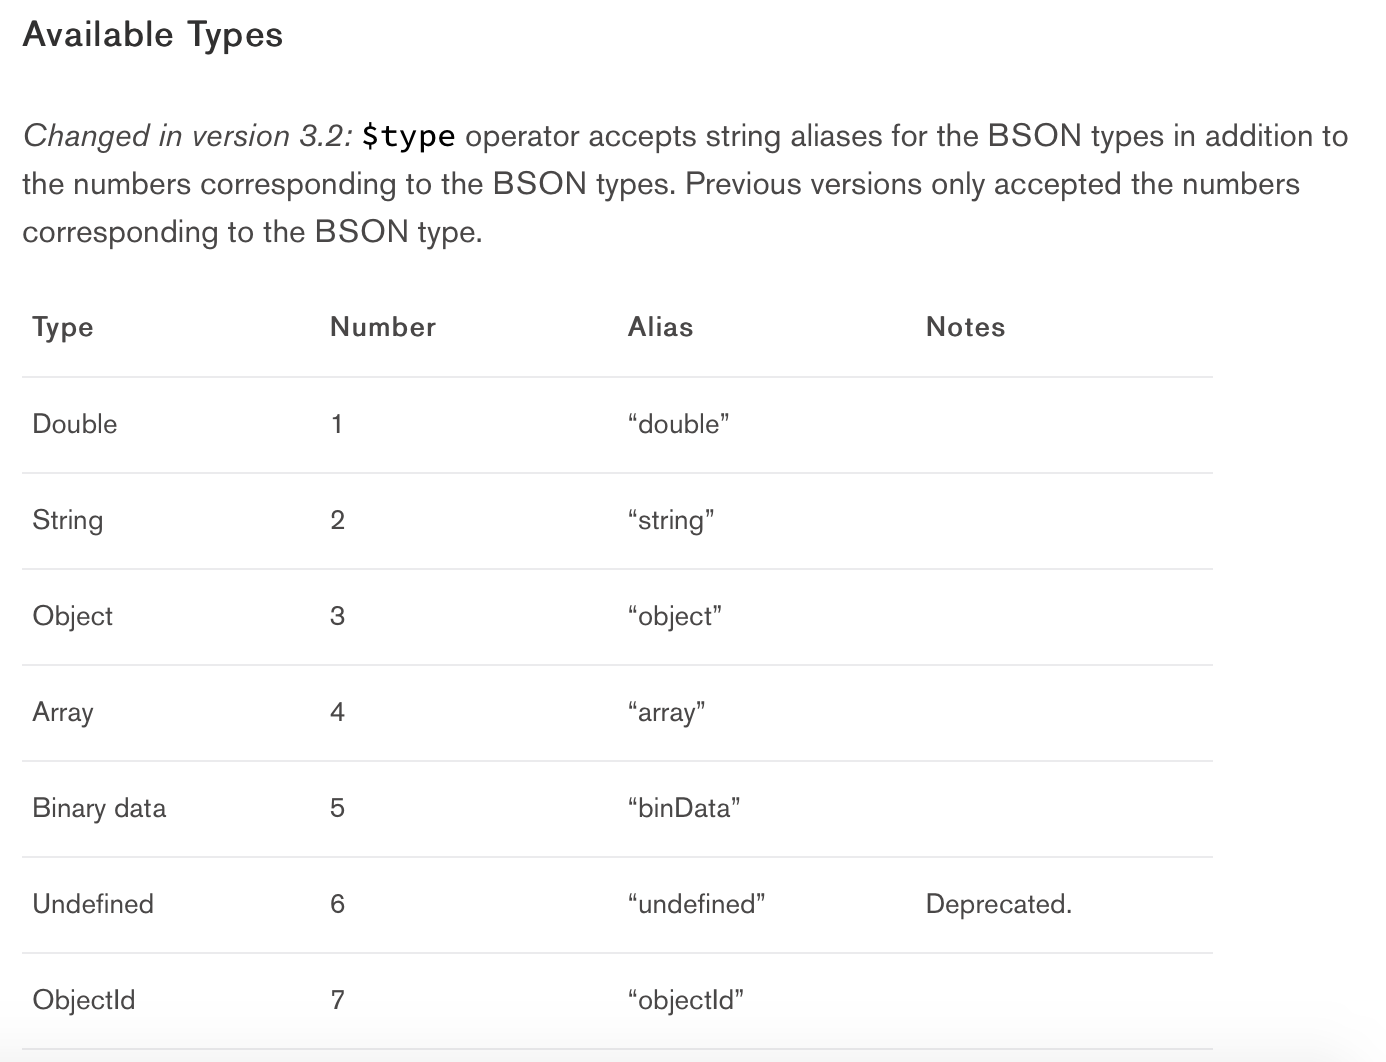 Available Types
Changed in version 3.2: $type operator accepts string aliases for the BSON types in addition to
the numbers corresponding to the BSON types. Previous versions only accepted the numbers
corresponding to the BSON type.
Type Number Alias Notes
Double 1 “double”
String 2 “string”
Object 3 “object”
Array 4 “array”
Binary data 5 “binData”
Undefined 6 “undefined” Deprecated.
ObjectId 7 “objectId”